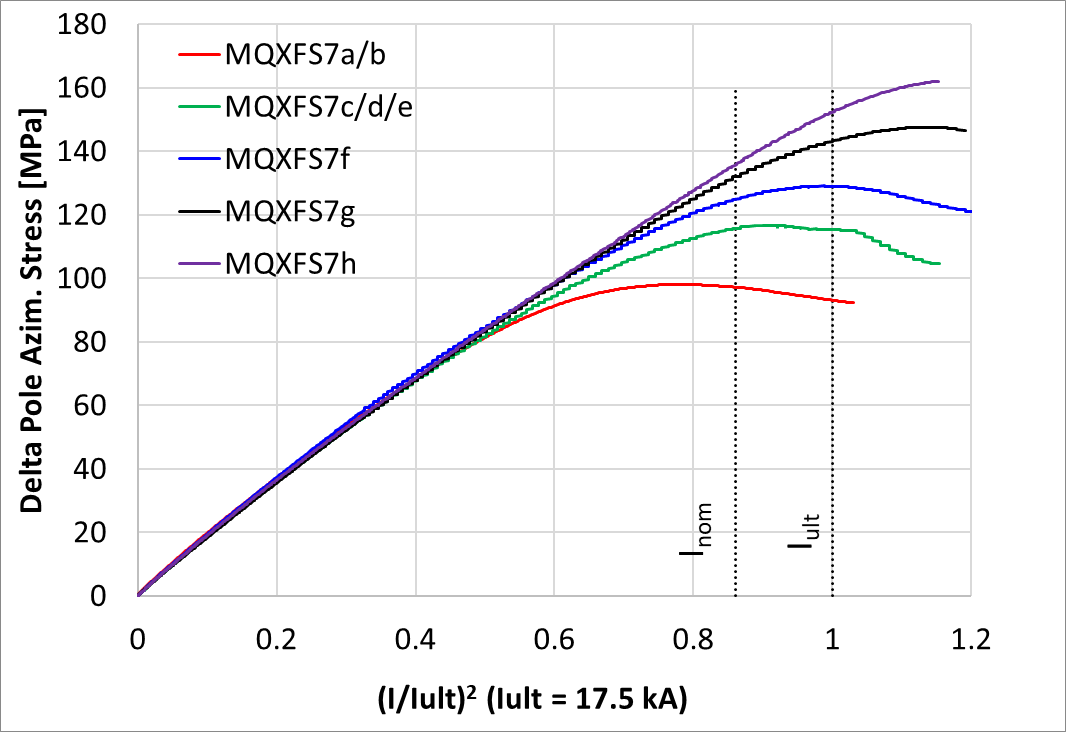 180
160
140
120
100
80
60
40
20
0
Delta Pole Azim. Stress [MPa]
MQXFS7a/b
MQXFS7c/d/e
MQXFS7f
MQXFS7g
MQXFS7h
Inom
Iult
0 0.2 0.4 0.6 0.8 1 1.2
(I/Iult)² (Iult = 17.5 kA)